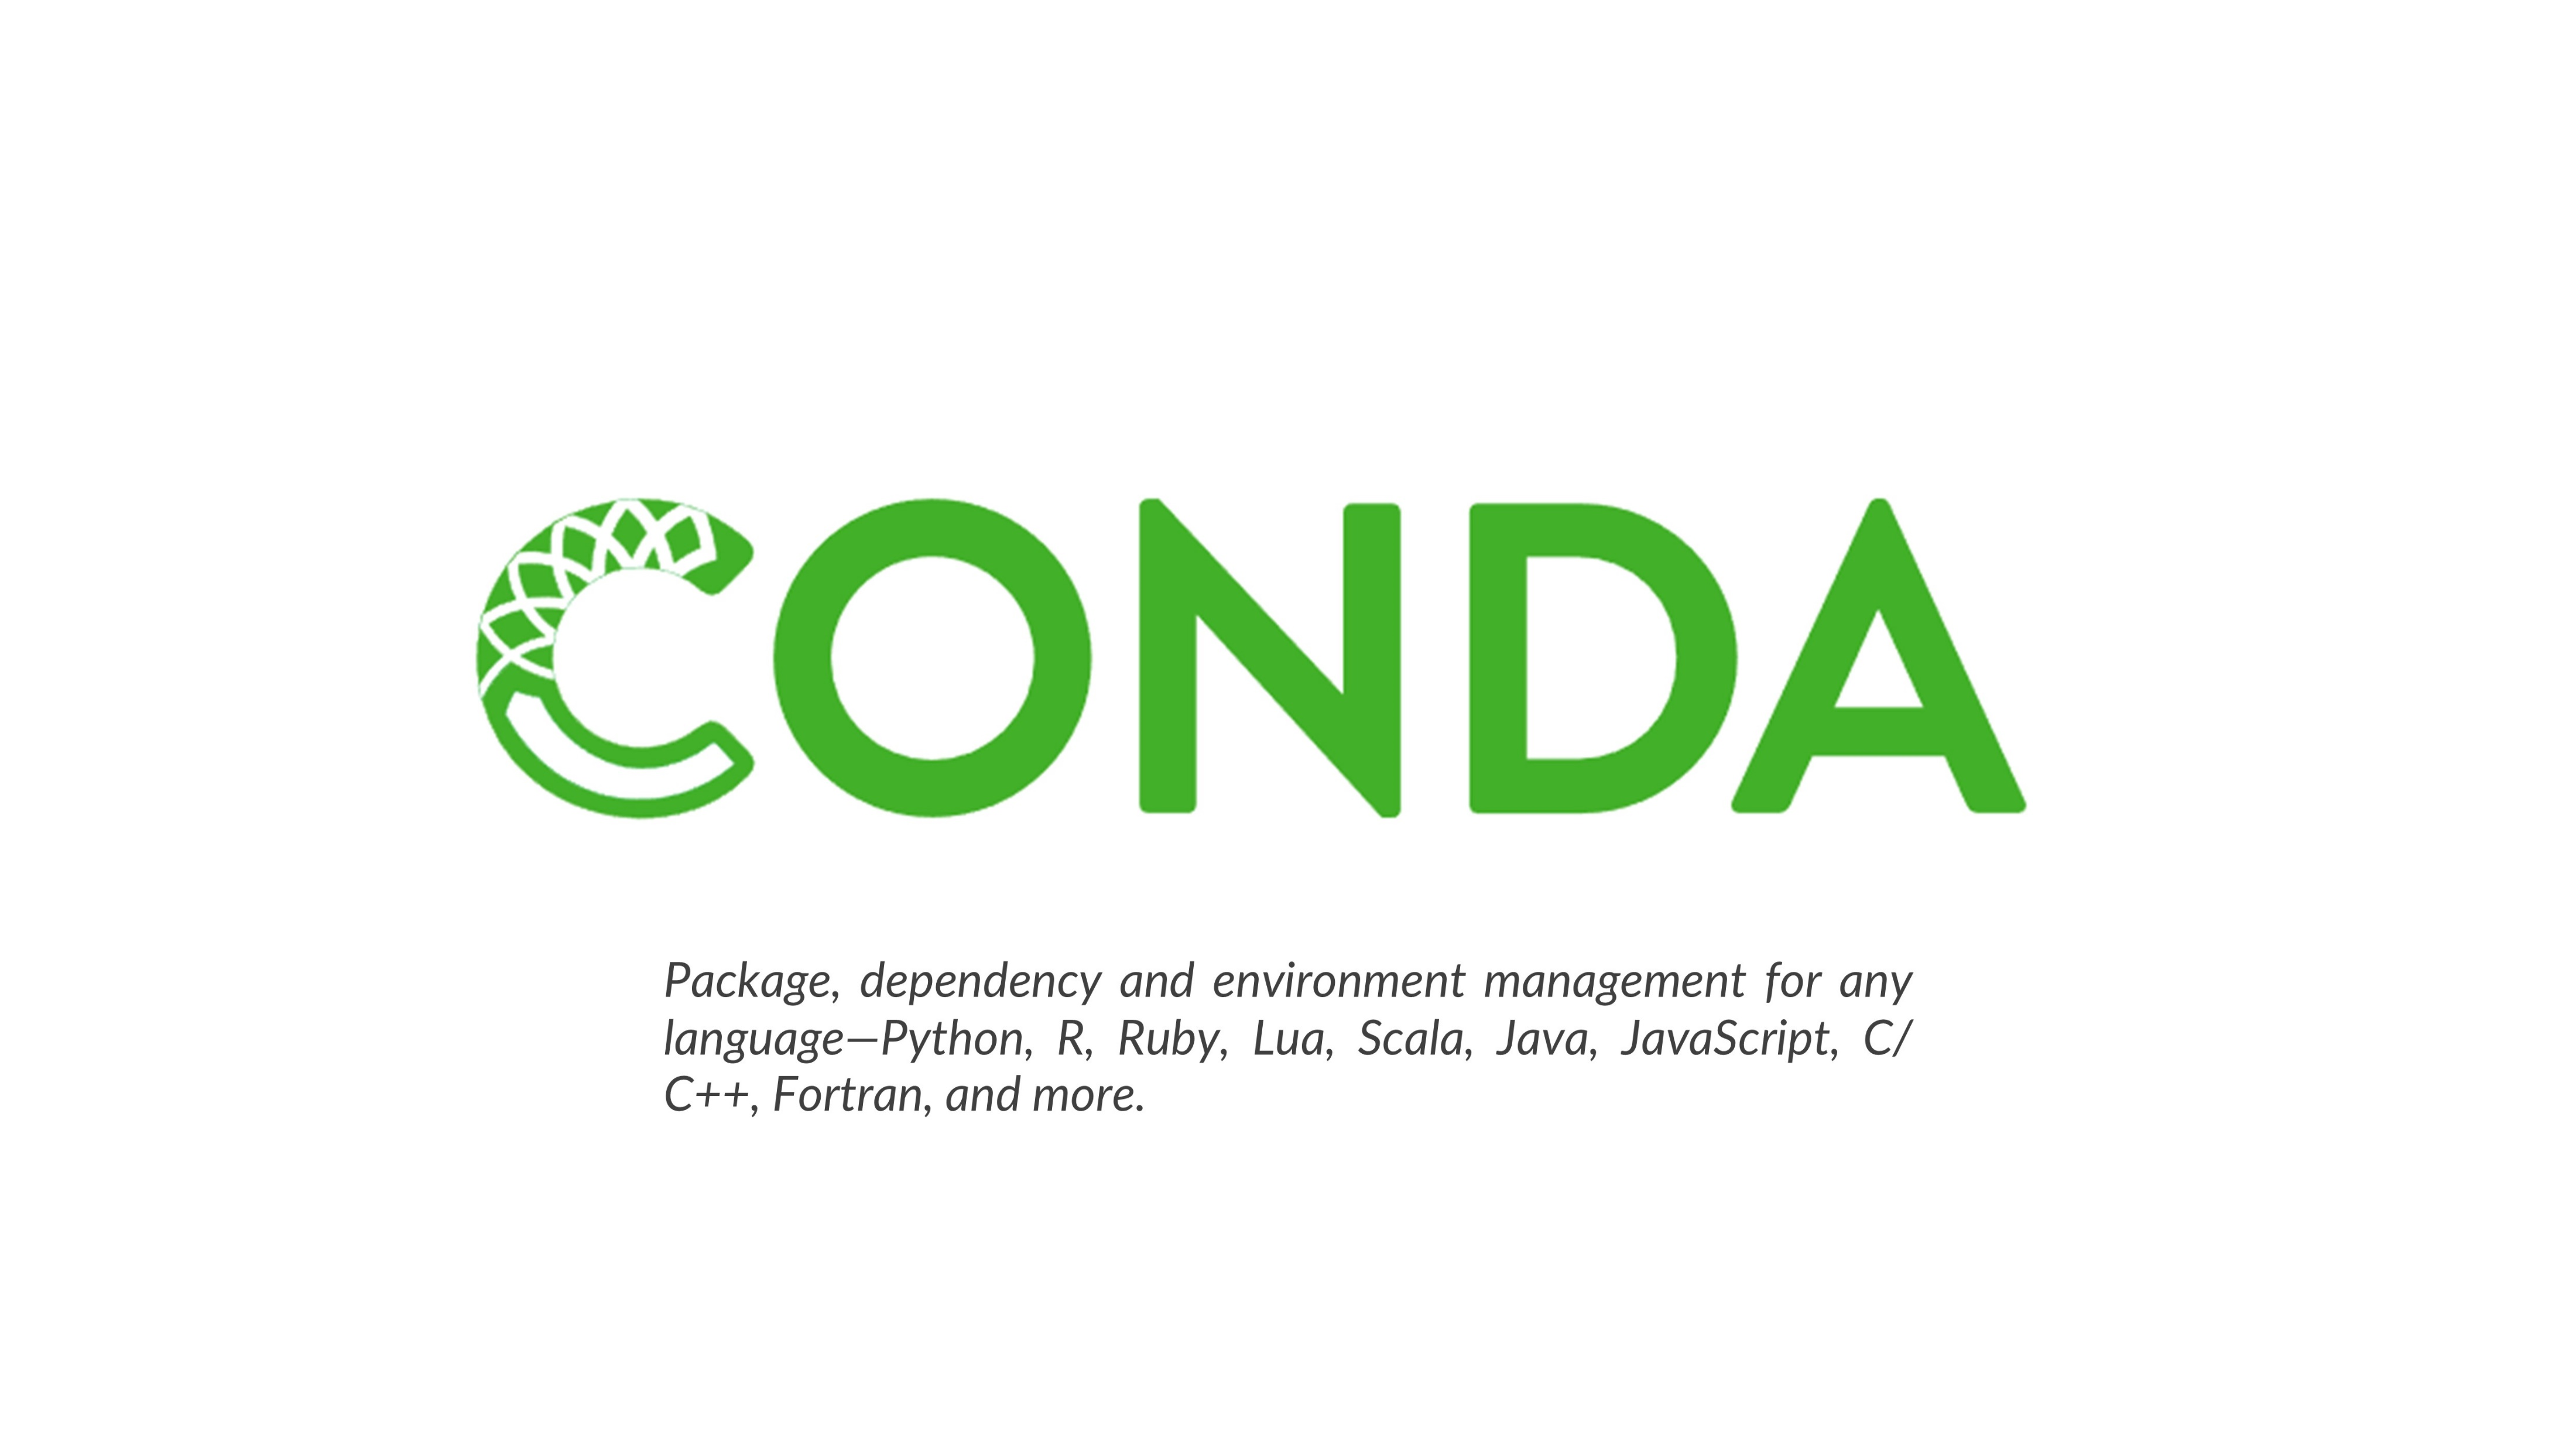 CONDA
Package, dependency and environment management for any
language—Python, R, Ruby, Lua, Scala, Java, JavaScript, C/
C++, Fortran, and more.